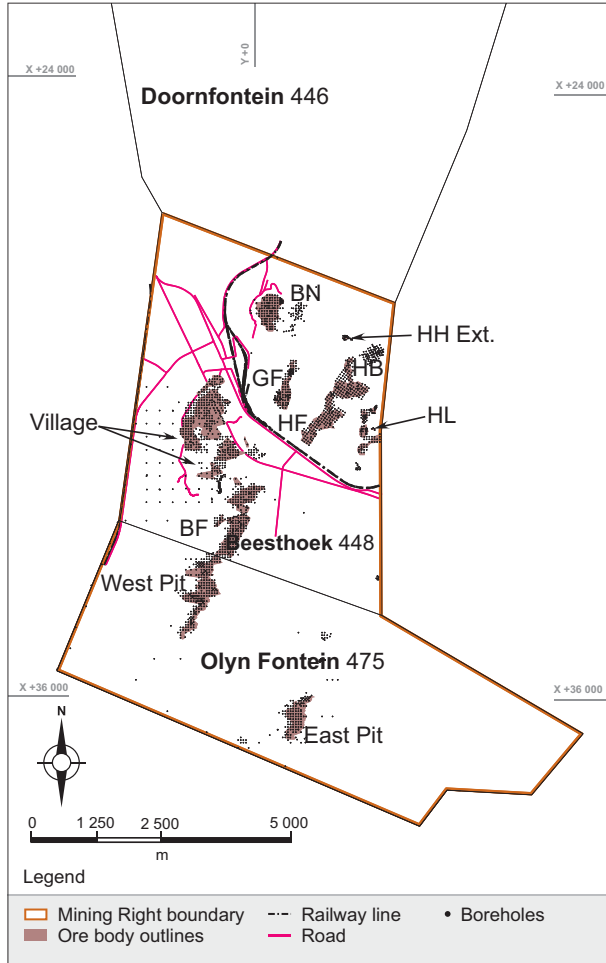 Y +0
X +24 000
X +24 000
Doornfontein 446
BN
HH Ext.
GF
HB
Village
HF
HL
BF
Beesthoek 448
West Pit
Olyn Fontein 475
X +36 000
X +36 000
N
East Pit
0 1 250 2 500 5 000
m
Legend
Mining Right boundary Railway line Boreholes
Ore body outlines Road